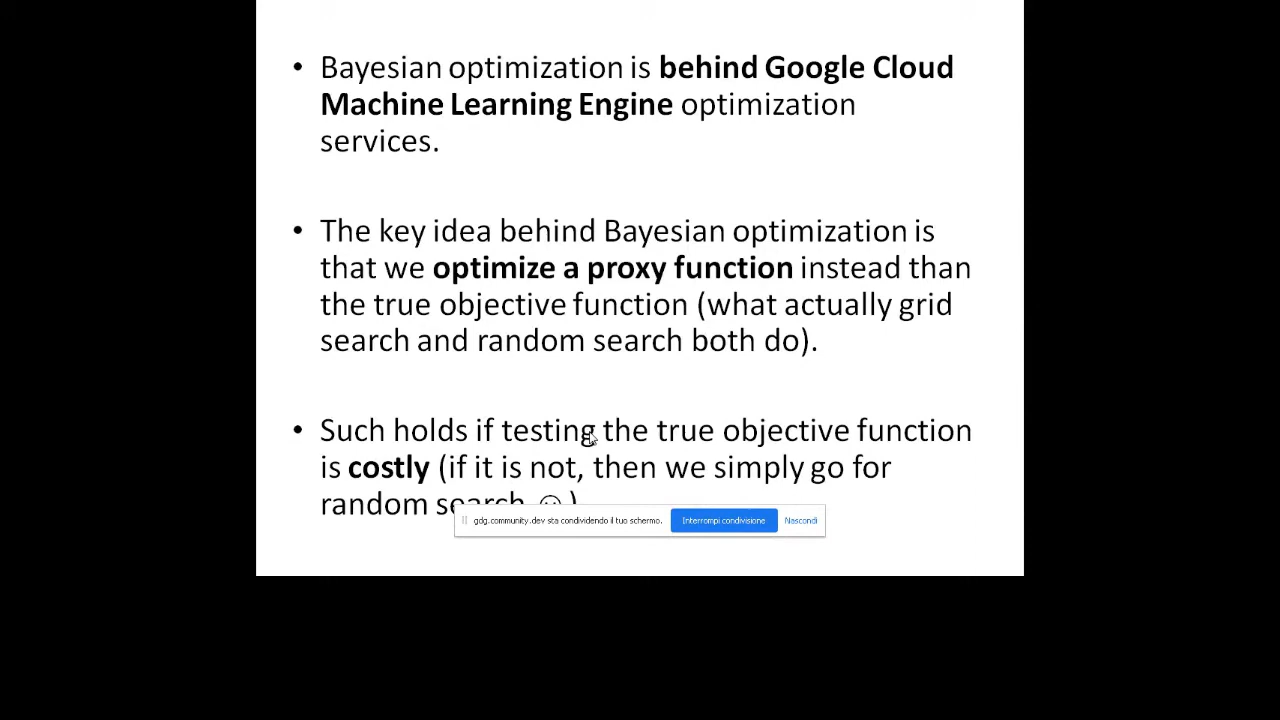 • Bayesian optimization is behind Google Cloud
Machine Learning Engine optimization
services.
• The key idea behind Bayesian optimization is
that we optimize a proxy function instead than
the true objective function (what actually grid
search and random search both do).
• Such holds if testing the true objective function
is costly (if it is not, then we simply go for
random search ☺)
gdg.community.dev sta condividendo il tuo schermo. Interrompi condivisione Nascondi